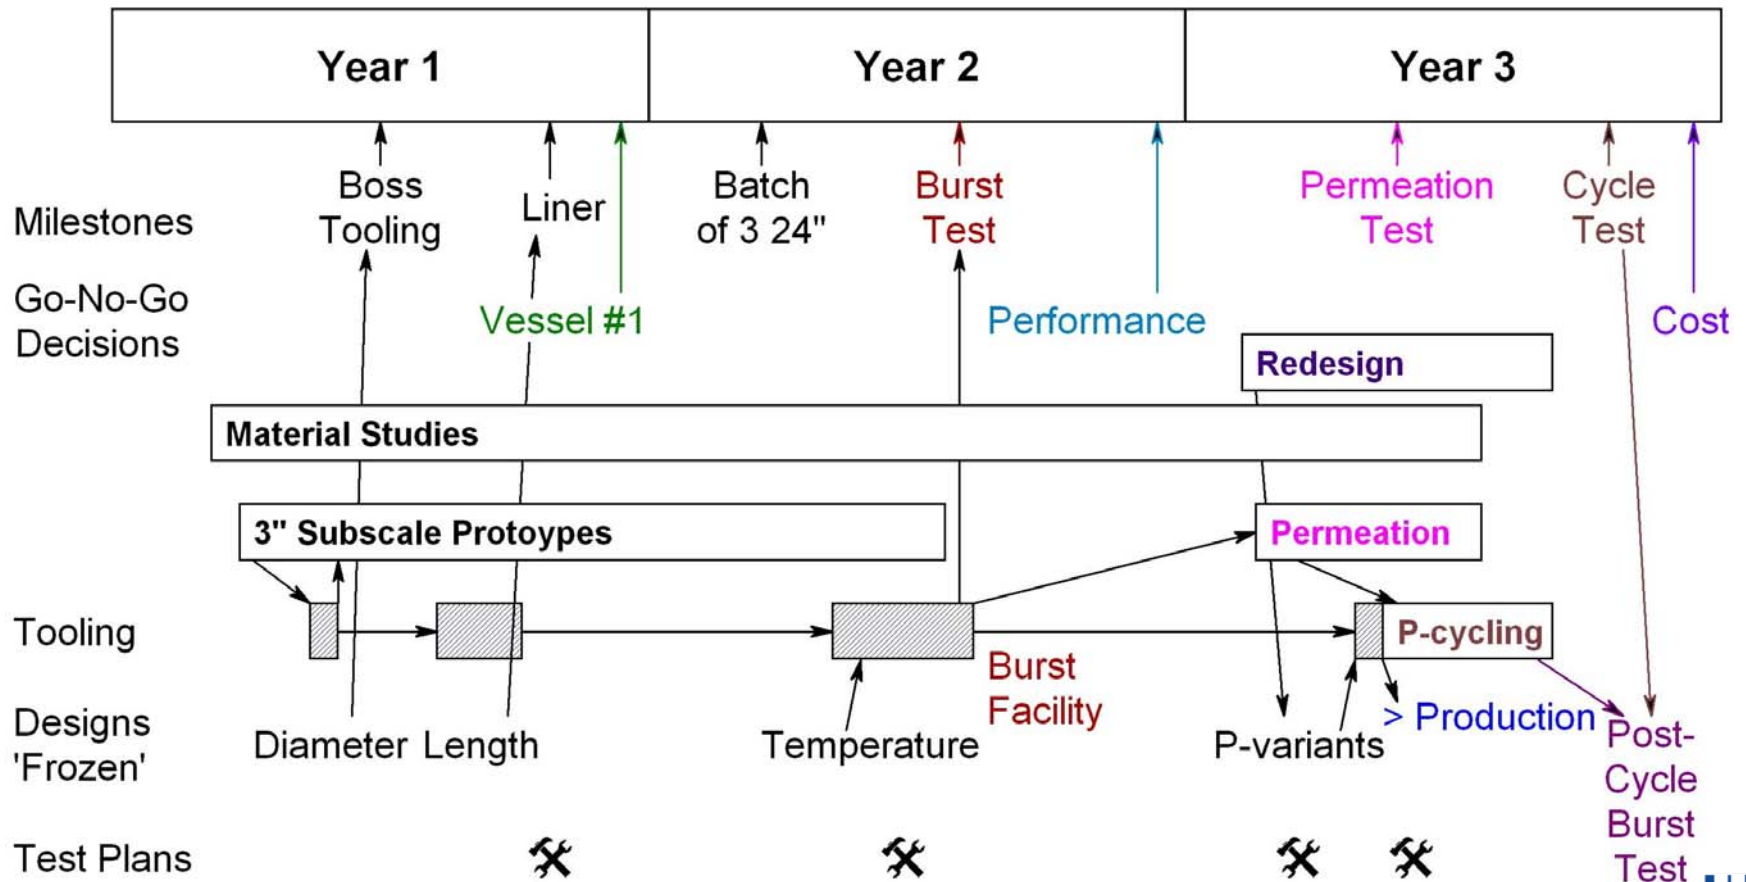 Year 1
Year 2
Year 3
Boss
Tooling
Liner
Batch
of 3 24"
Burst
Test
Permeation
Test
Cycle
Test
Milestones
Go-No-Go
Decisions
Vessel #1
Performance
Cost
Redesign
Material Studies
3" Subscale Protoypes
Permeation
Tooling
P-cycling
Burst
Facility
Designs
'Frozen'
Diameter
Length
Temperature
P-variants
> Production
Post-
Cycle
Burst
Test
Test Plans